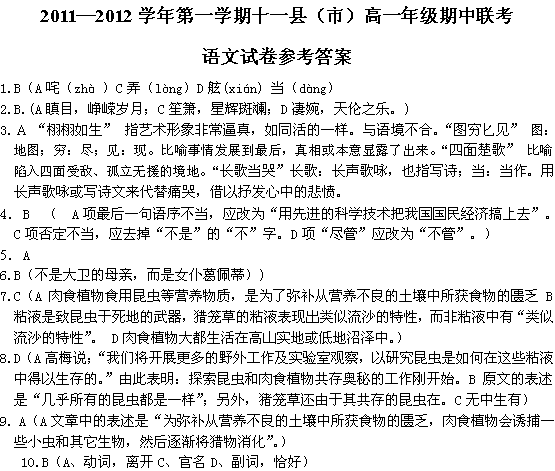 2011—2012学年第一学期十一县（市）高一年级期中联考
语文试卷参考答案
1.B（A咤（zhà ）C弄（lòng）D舷(xián) 当（dàng）
2.B.(A瞋目，峥嵘岁月；C笙箫，星辉斑斓；D凄婉，天伦之乐。)
3. A “栩栩如生” 指艺术形象非常逼真，如同活的一样。与语境不合。“图穷匕见” 图：
地图；穷：尽；见：现。比喻事情发展到最后，真相或本意显露了出来。“四面楚歌” 比喻
陷入四面受敌、孤立无援的境地。“长歌当哭”长歌：长声歌咏，也指写诗；当：当作。用
长声歌咏或写诗文来代替痛哭，借以抒发心中的悲愤。
4. B （ A项最后一句语序不当，应改为“用先进的科学技术把我国国民经济搞上去”。
C项否定不当，应去掉“不是”的“不”字。D项“尽管”应改为“不管”。）
5. A
6.B(不是大卫的母亲，而是女仆葛佩蒂))
7.C（A 肉食植物食用昆虫等营养物质，是为了弥补从营养不良的土壤中所获食物的匮乏 B
粘液是致昆虫于死地的武器，猎笼草的粘液表现出类似流沙的特性，而非粘液中有“类似
流沙的特性”。 D肉食植物大都生活在高山实地或低地沼泽中。）
8.D（A高梅说：“我们将开展更多的野外工作及实验室观察，以研究昆虫是如何在这些粘液
中得以生存的。”由此表明：探索昆虫和肉食植物共存奥秘的工作刚开始。B 原文的表述
是“几乎所有的昆虫都是一样”；另外，猪笼草还由于其共存的昆虫在。C无中生有）
9. A（A文章中的表述是“为弥补从营养不良的土壤中所获食物的匮乏，肉食植物会诱捕一
些小虫和其它生物，然后逐渐将猎物消化”。）
10.B（A、动词，离开C、官名D、副词，恰好）